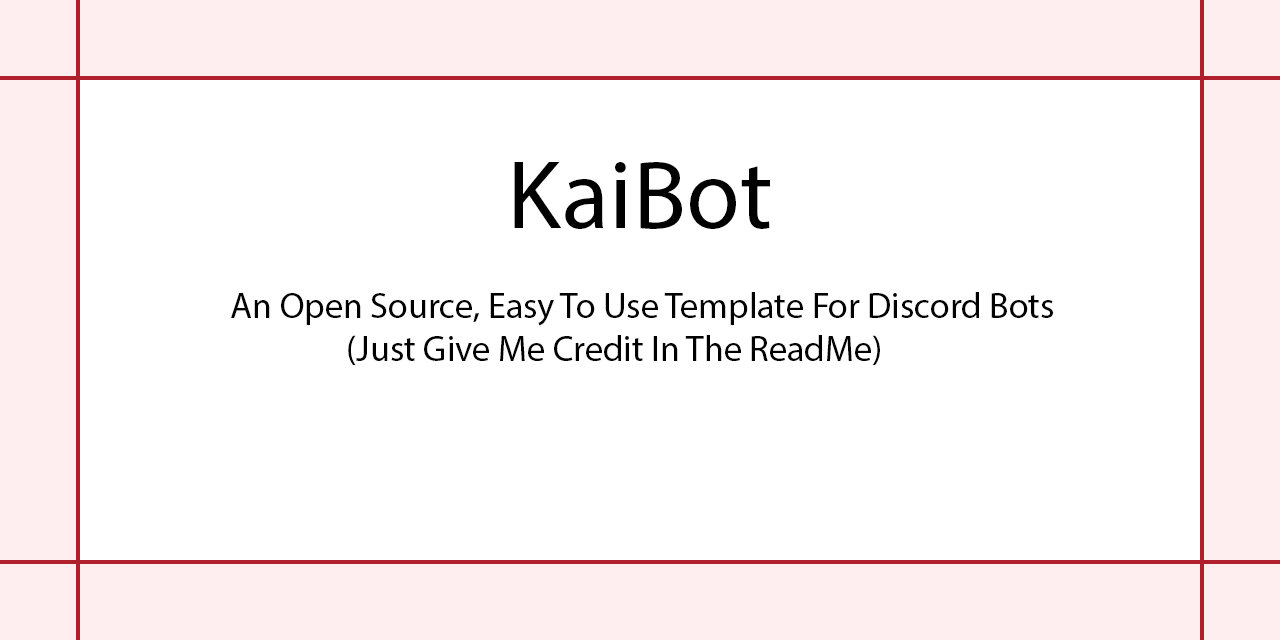 KaiBot
An Open Source, Easy To Use Template For Discord Bots
(Just Give Me Credit In The ReadMe)